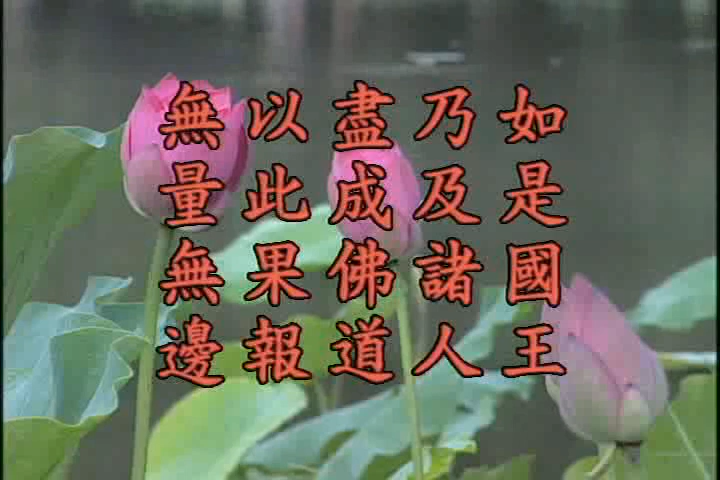 如是國王
乃及諸人
盡成佛道
以此果報
無量無邊